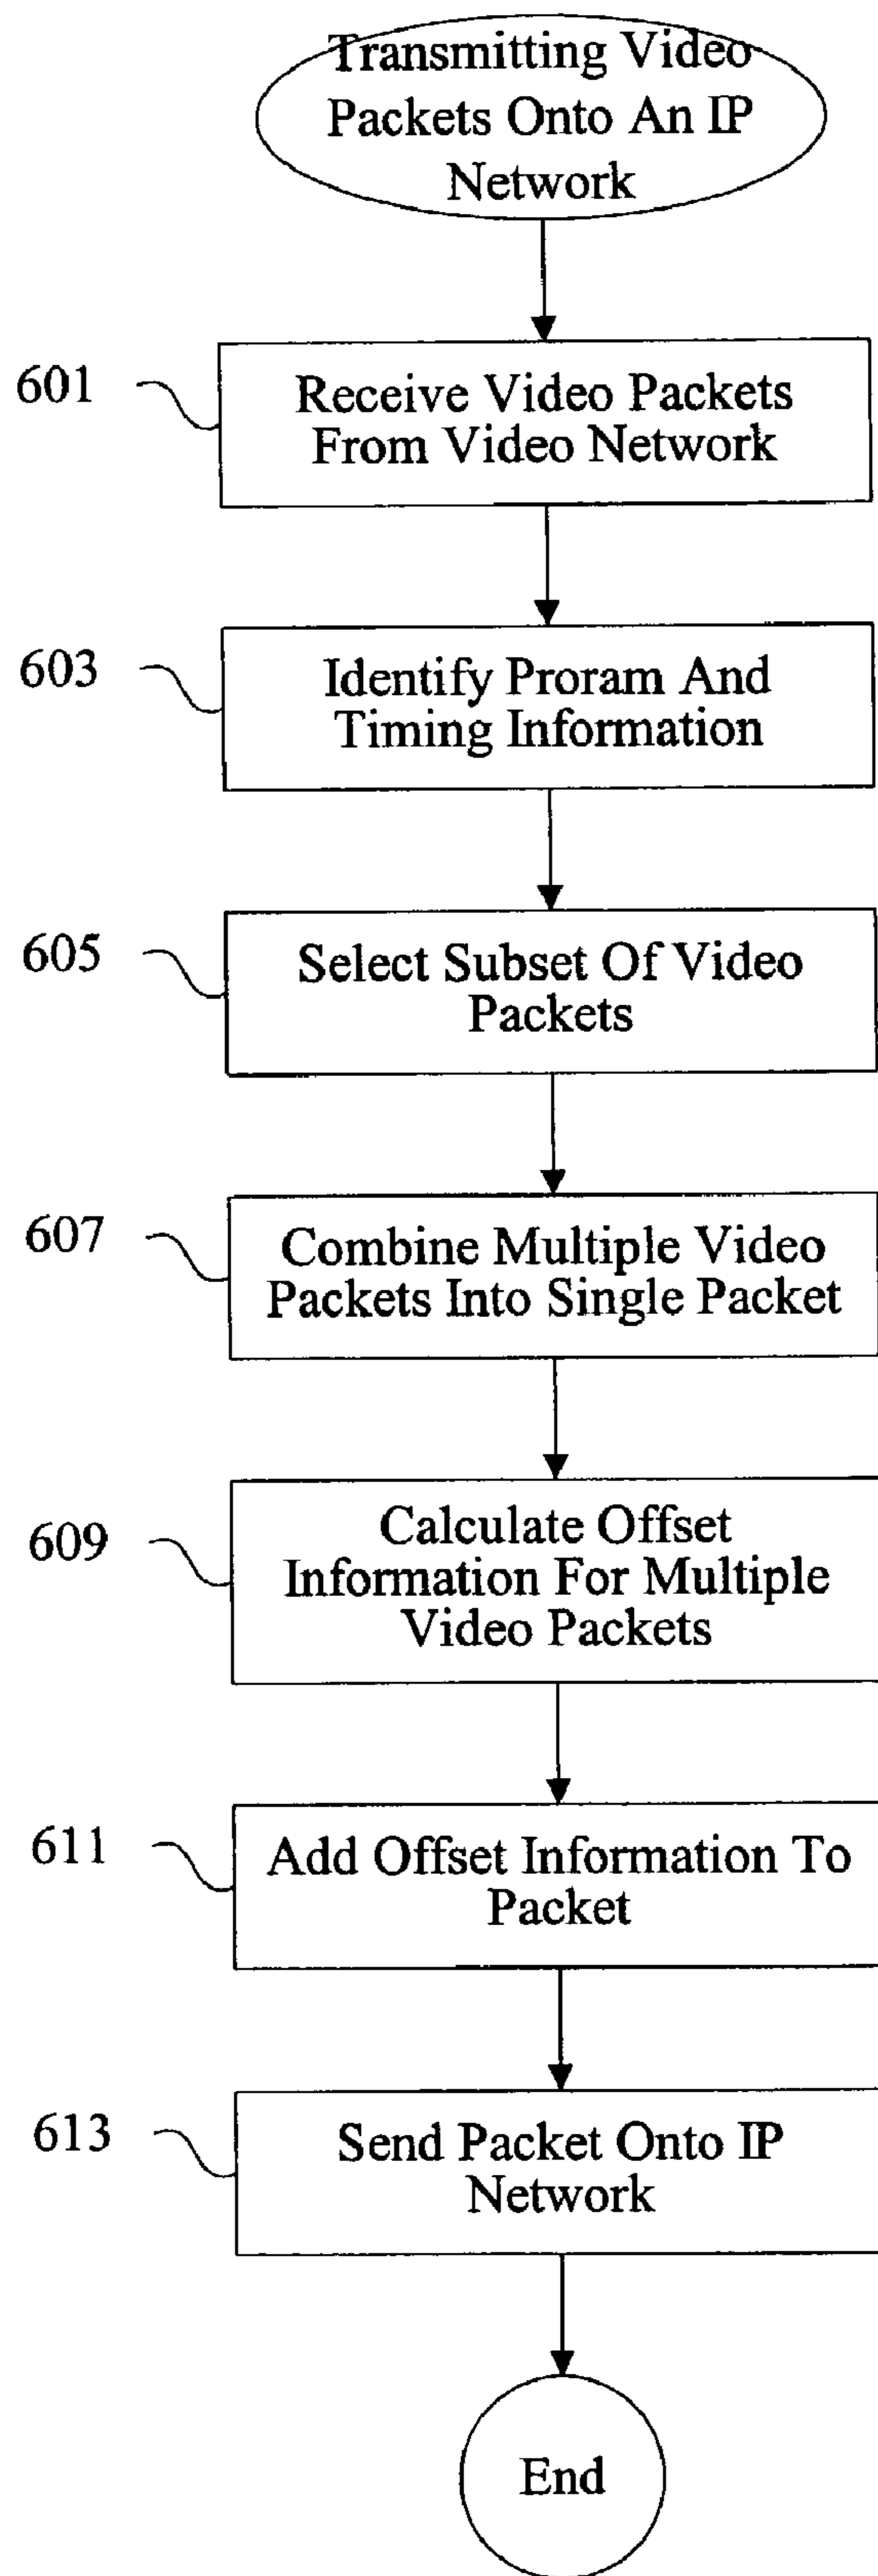 Transmitting Video
Packets Onto An IP
Network
601
Receive Video Packets
From Video Network
603
Identify Proram And
Timing Information
605
Select Subset Of Video
Packets
607
Combine Multiple Video
Packets Into Single Packet
609
Calculate Offset
Information For Multiple
Video Packets
611
Add Offset Information To
Packet
613
Send Packet Onto IP
Network
End